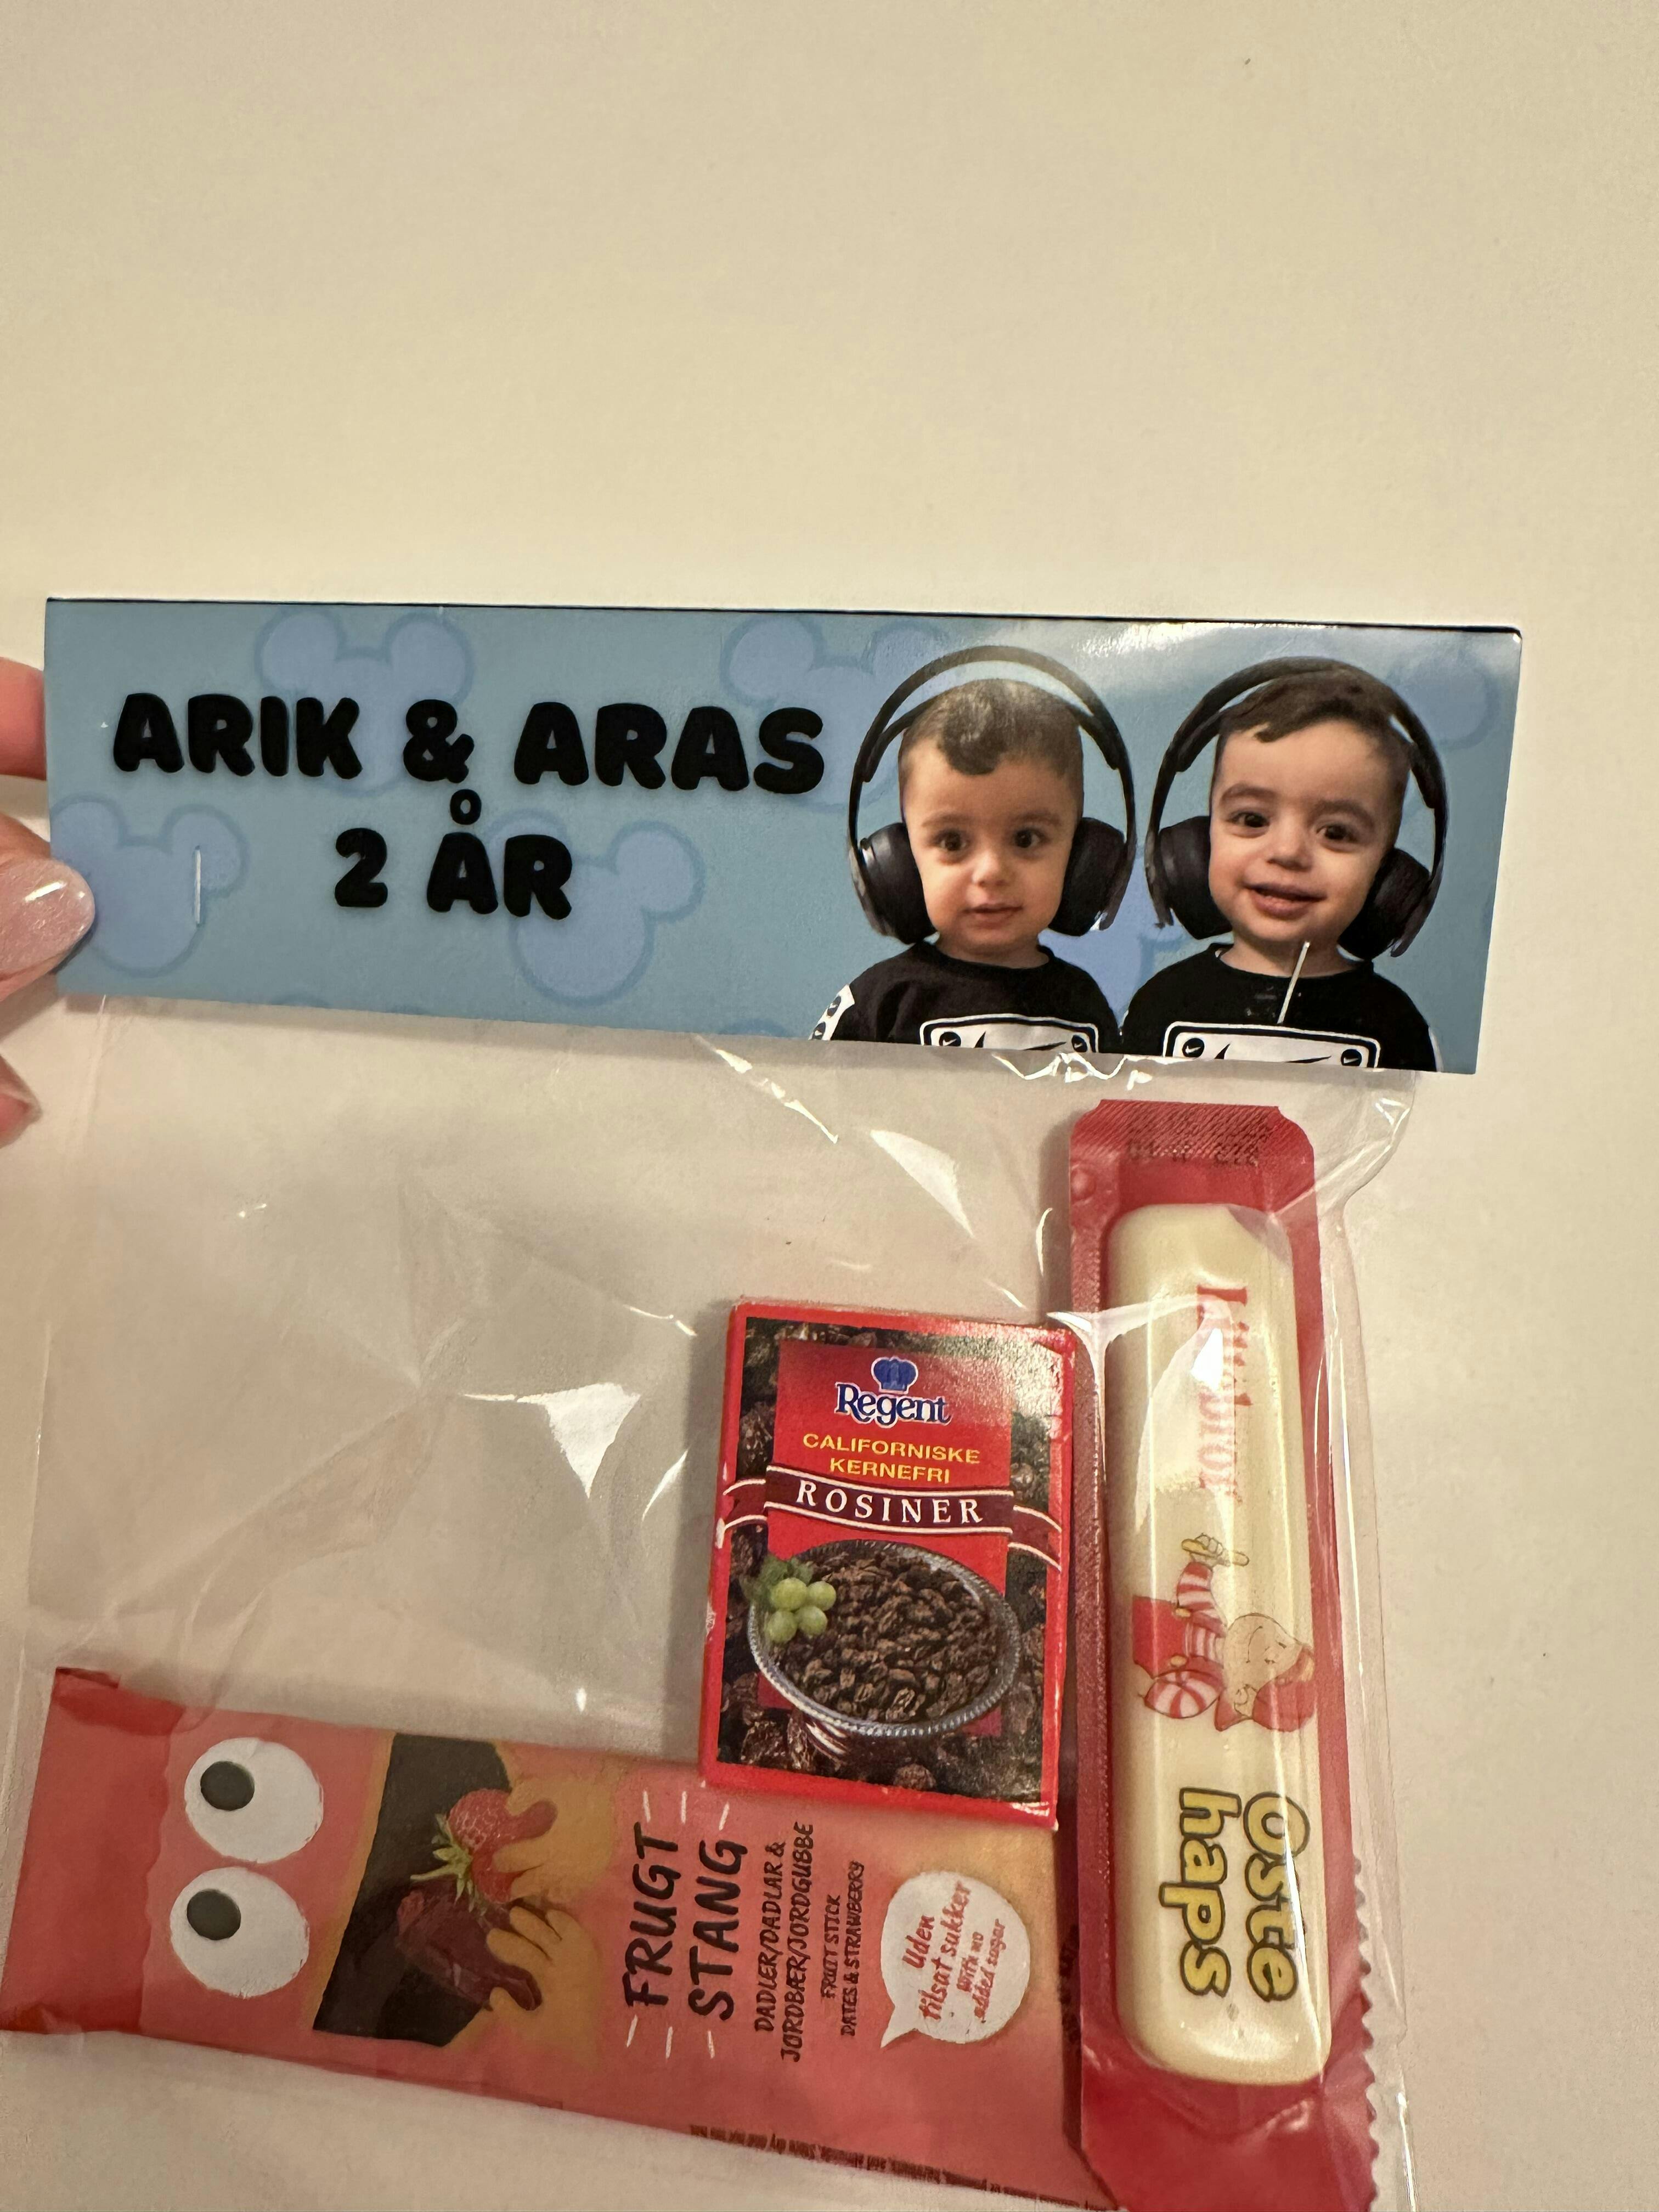 ARIK & ARAS
2 ÅR
Regent
CALIFORNISKE
KERNEFRI
ROSINER
Oste
haps
FRUGT
STANG
DADLER/DADLAR &
JORDBÆR/JORDGUBBE
FRUIT STICK
DATES & STRAWBERRY
Uden
tilsat sukker
With no
added sugar